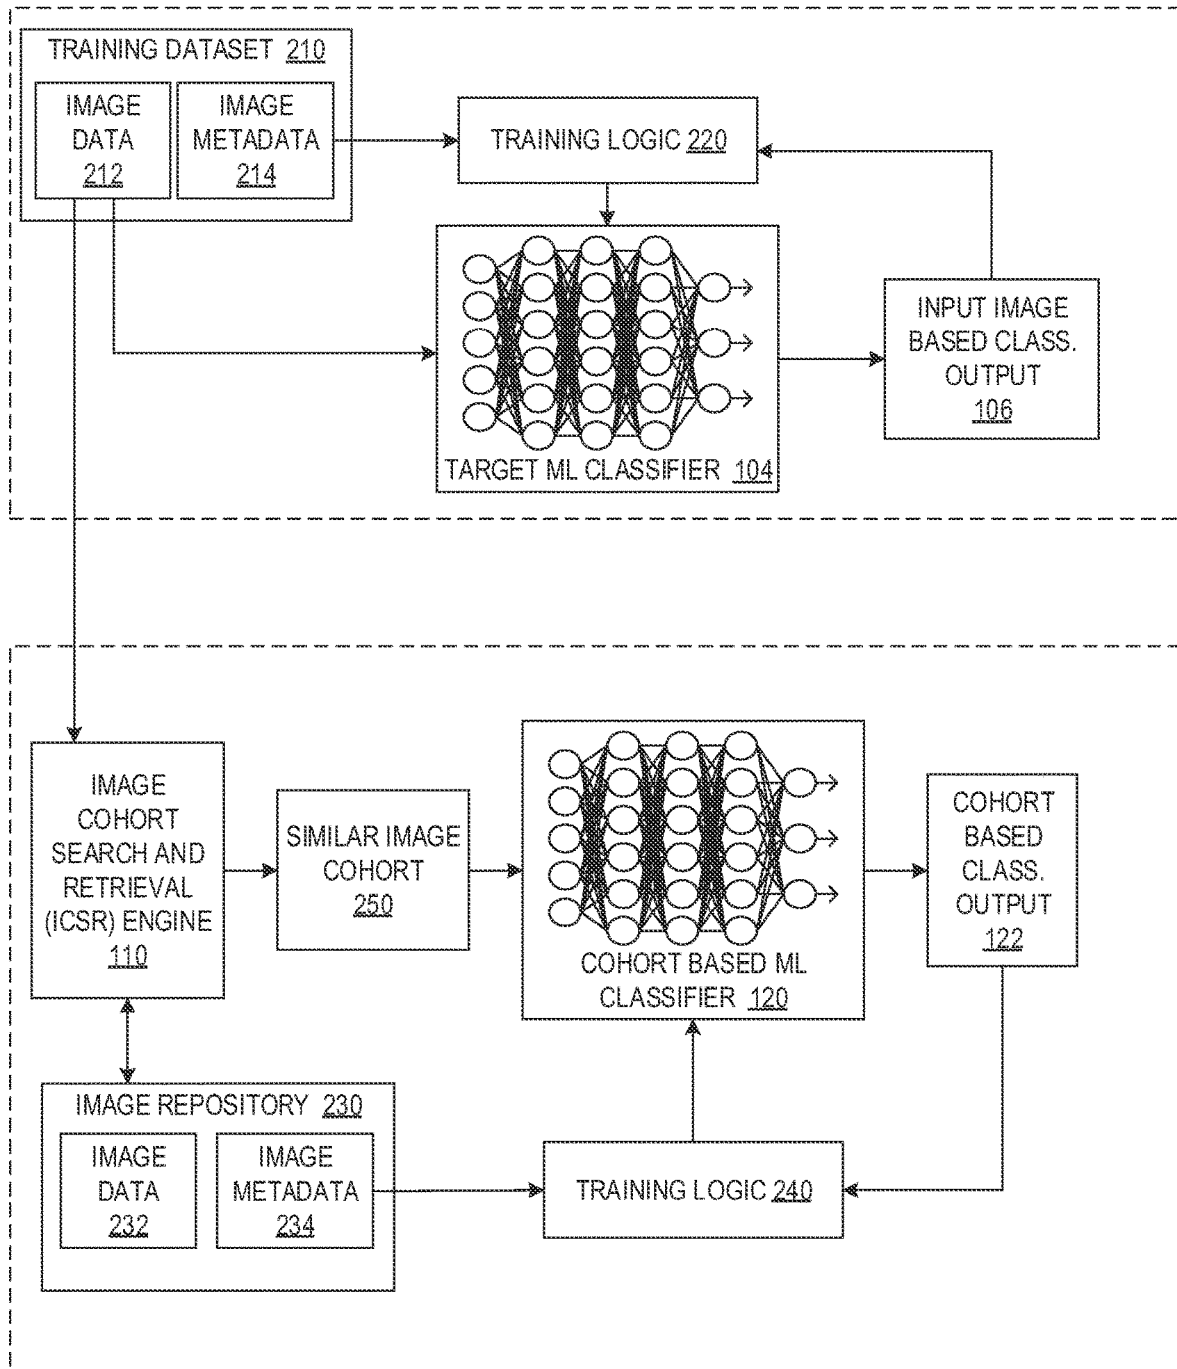 TRAINING DATASET 210
IMAGE
DATA
212
IMAGE
METADATA
214
TRAINING LOGIC 220
TARGET ML CLASSIFIER 104
INPUT IMAGE
BASED CLASS.
OUTPUT
106
IMAGE
COHORT
SEARCH AND
RETRIEVAL
(ICSR) ENGINE
110
SIMILAR IMAGE
COHORT
250
COHORT BASED ML
CLASSIFIER 120
COHORT
BASED
CLASS.
OUTPUT
122
IMAGE REPOSITORY 230
IMAGE
DATA
232
IMAGE
METADATA
234
TRAINING LOGIC 240